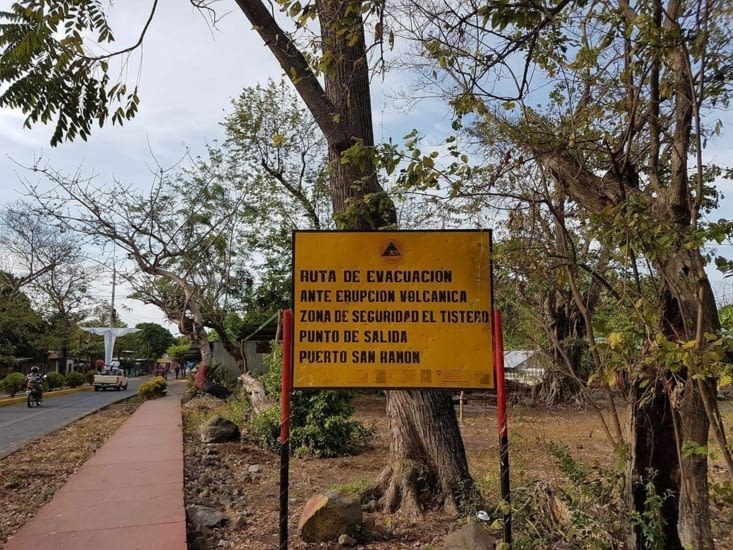 RUTA DE EVACUACION
ANTE ERUPCION VOLCANICA
ZONA DE SEGURIDAD EL TISTERO
PUNTO DE SALIDA
PUERTO SAN RAMON